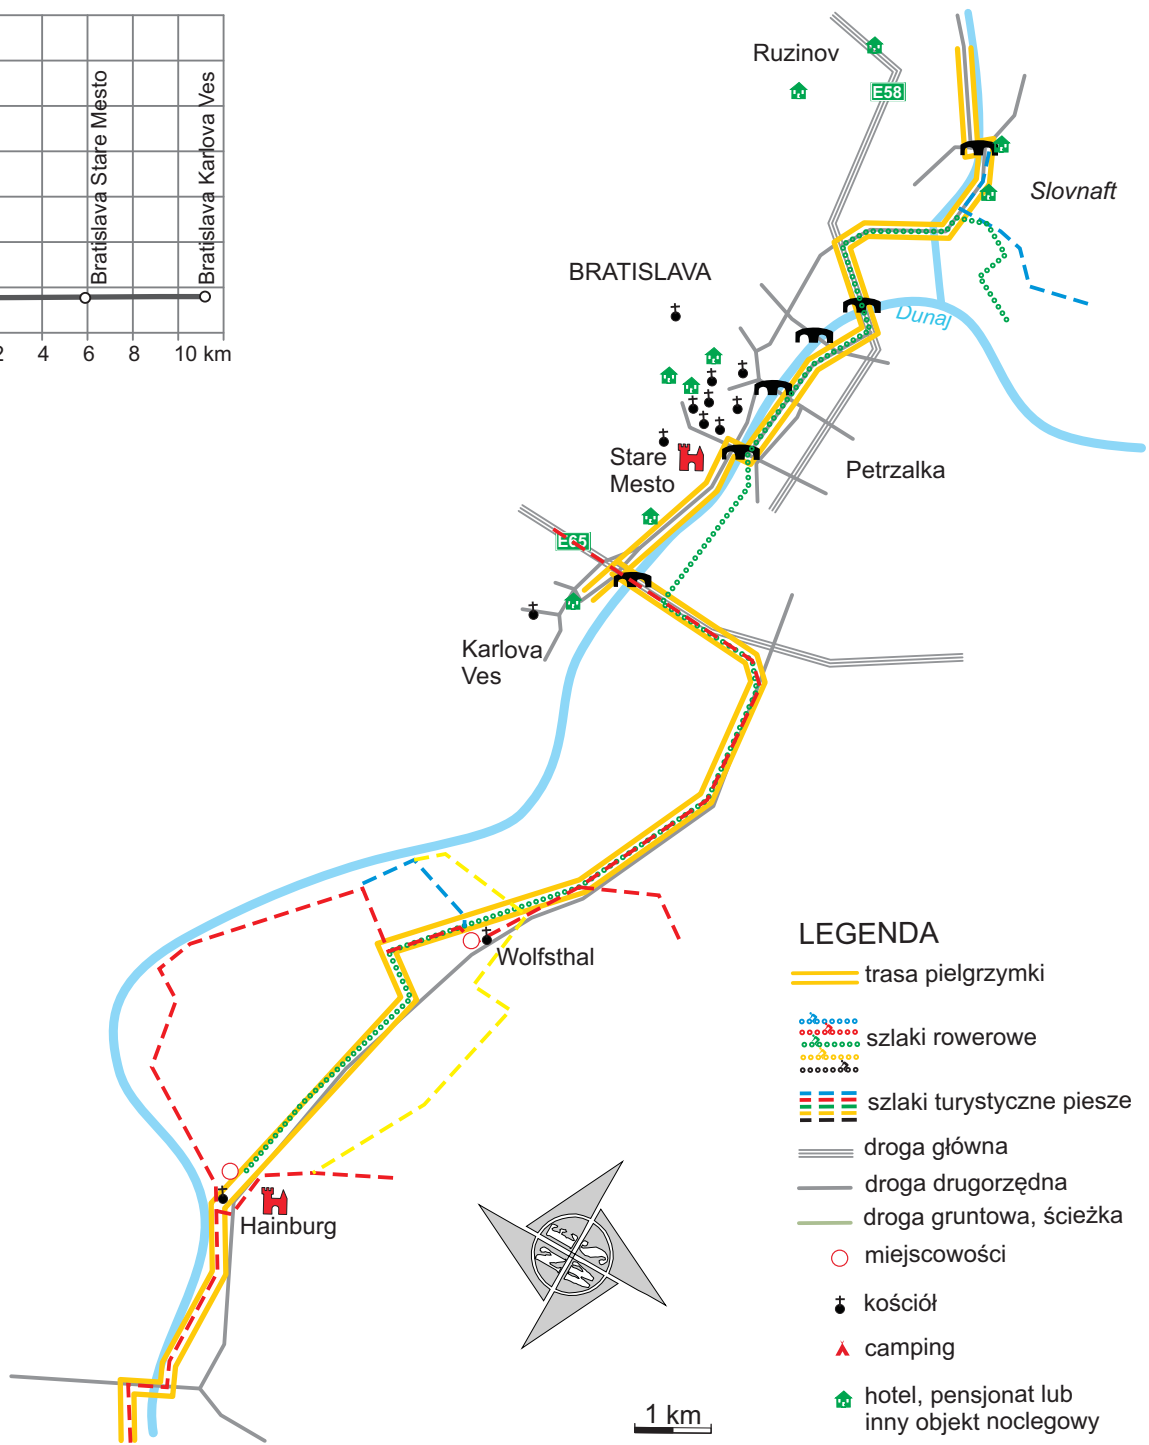 Bratislava Stare Mesto
Bratislava Karlova Ves
2 4 6 8 10 km
Ruzinov
E58
Slovnaft
BRATISLAVA
Dunaj
Stare
Mesto
Petrzalka
E65
Karlova
Ves
Wolfsthal
Hainburg
LEGENDA
trasa pielgrzymki
szlaki rowerowe
szlaki turystyczne piesze
droga główna
droga drugorzędna
droga gruntowa, ścieżka
miejscowości
kościół
camping
hotel, pensjonat lub
inny objekt noclegowy
1 km